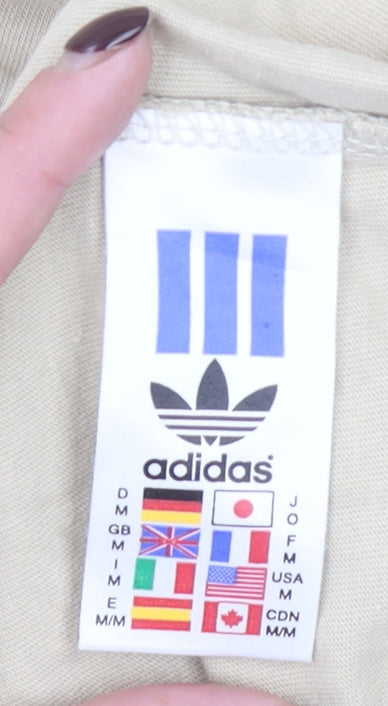 adidas
D J
M O
GB F
M M
I USA
M M
E CDN
M/M M/M